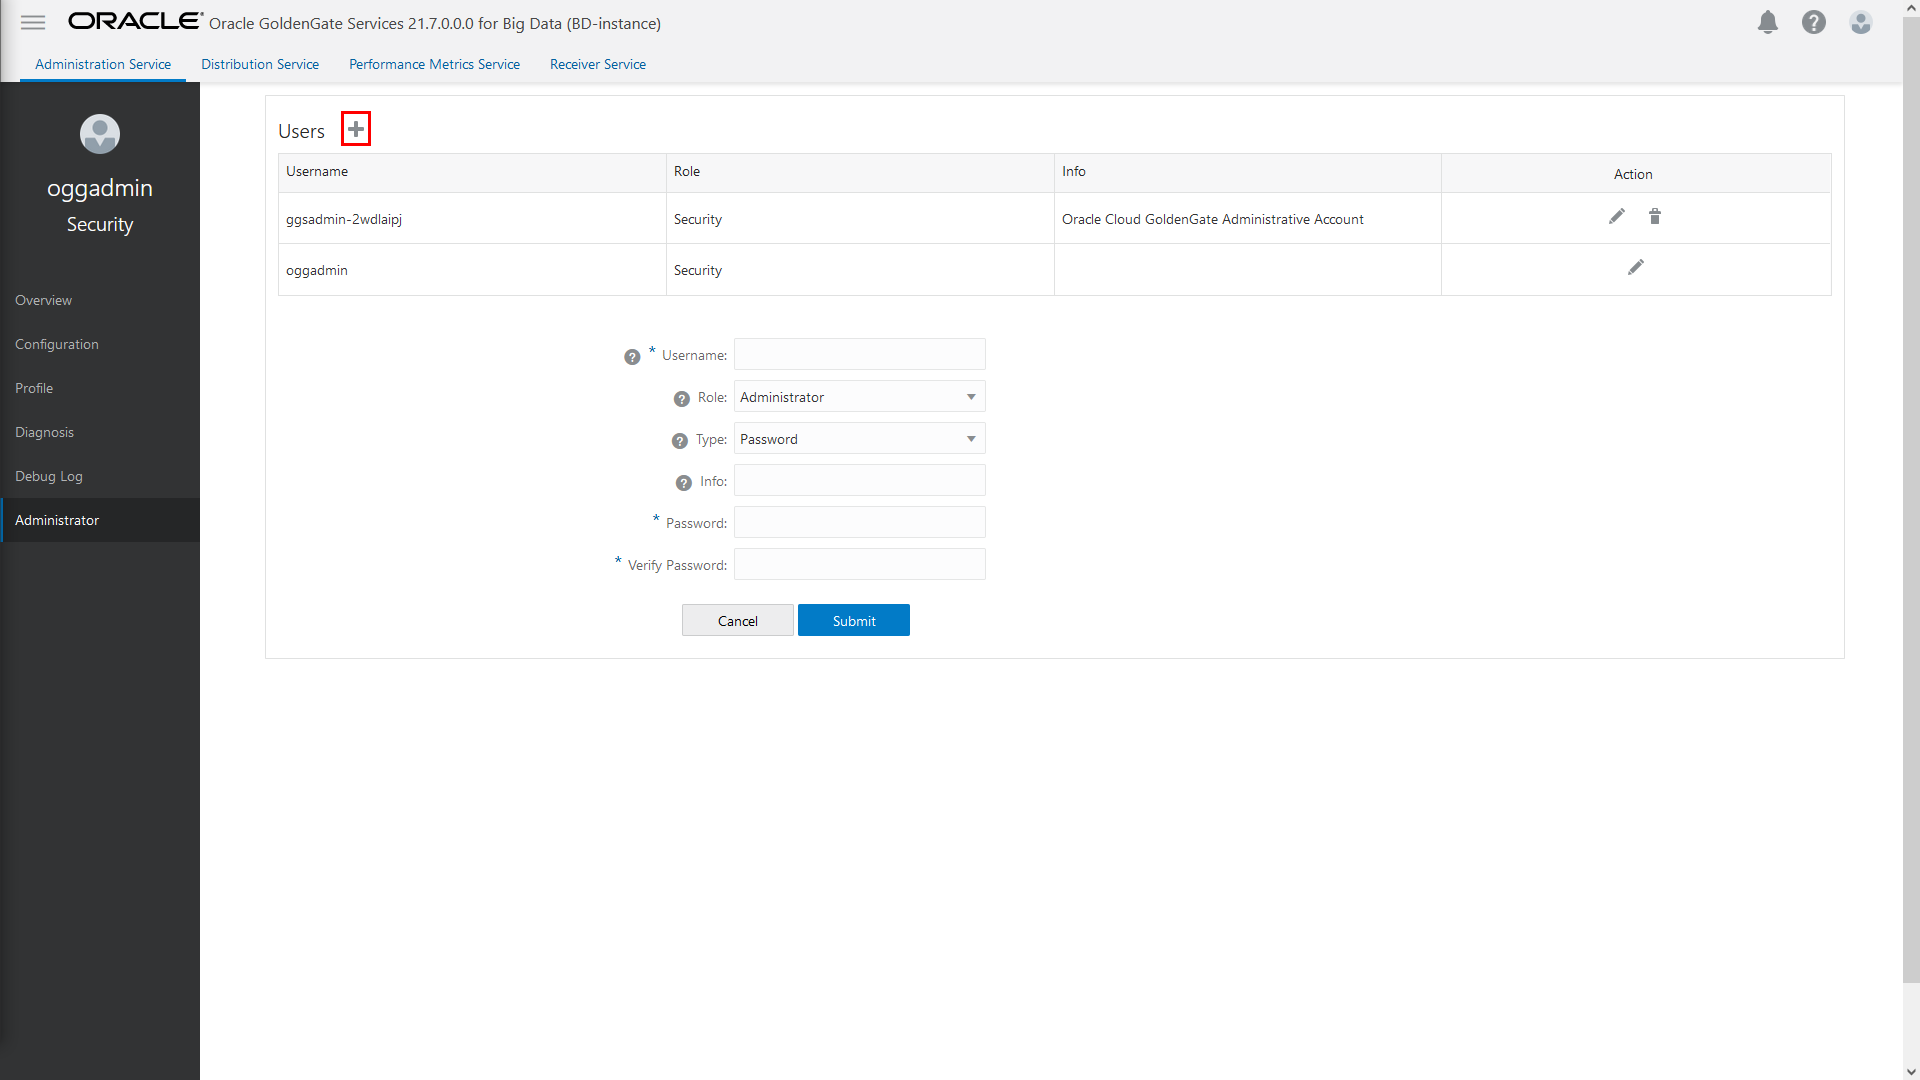 ORACLE® Oracle GoldenGate Services 21.7.0.0.0 for Big Data (BD-instance)
Administration Service Distribution Service Performance Metrics Service Receiver Service
oggadmin
Security
Overview
Configuration
Profile
Diagnosis
Debug Log
Administrator
Users
Username Role Info Action
ggsadmin-2wdlaipj Security Oracle Cloud GoldenGate Administrative Account
oggadmin Security
? * Username:
? Role: Administrator
? Type: Password
? Info:
* Password:
* Verify Password:
Cancel Submit